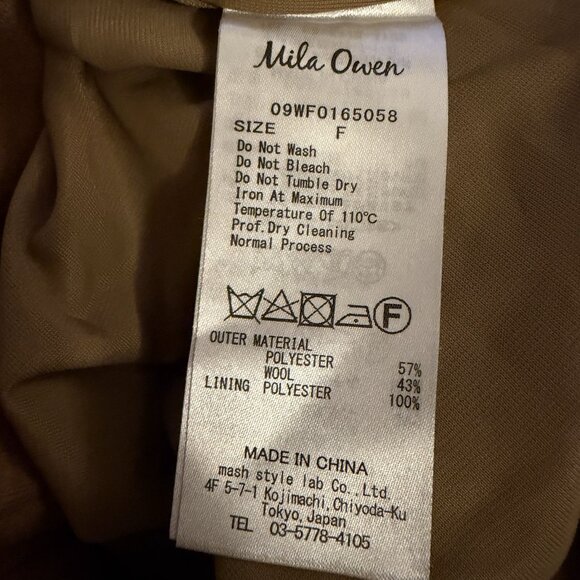 Mila Owen
09WF0165058
SIZE F
Do Not Wash
Do Not Bleach
Do Not Tumble Dry
Iron At Maximum
Temperature Of 110℃
Prof.Dry Cleaning
Normal Process
F
OUTER MATERIAL
POLYESTER 57%
WOOL 43%
LINING POLYESTER 100%
MADE IN CHINA
mash style lab Co.,Ltd.
4F 5-7-1 Kojimachi,Chiyoda-Ku
Tokyo,Japan
TEL 03-5778-4105